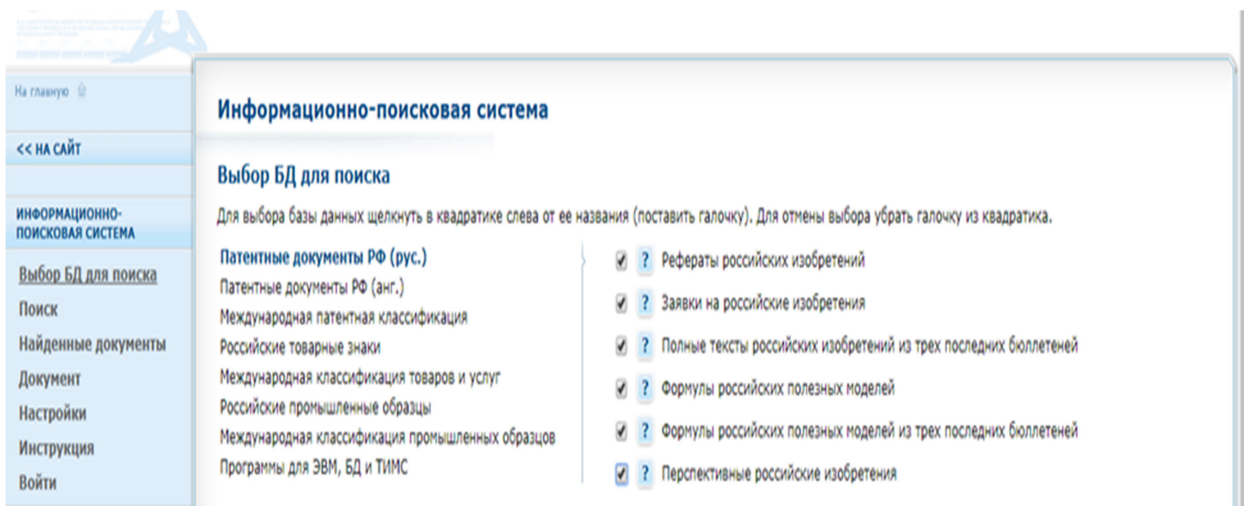 На главную
<< НА САЙТ
ИНФОРМАЦИОННО-
ПОИСКОВАЯ СИСТЕМА
Выбор БД для поиска
Поиск
Найденные документы
Документ
Настройки
Инструкция
Войти
Информационно-поисковая система
Выбор БД для поиска
Для выбора базы данных щелкнуть в квадратике слева от ее названия (поставить галочку). Для отмены выбора убрать галочку из квадратика.
Патентные документы РФ (рус.)
Патентные документы РФ (анг.)
Международная патентная классификация
Российские товарные знаки
Международная классификация товаров и услуг
Российские промышленные образцы
Международная классификация промышленных образцов
Программы для ЭВМ, БД и ТИМС
? Рефераты российских изобретений
? Заявки на российские изобретения
? Полные тексты российских изобретений из трех последних бюллетеней
? Формулы российских полезных моделей
? Формулы российских полезных моделей из трех последних бюллетеней
? Перспективные российские изобретения